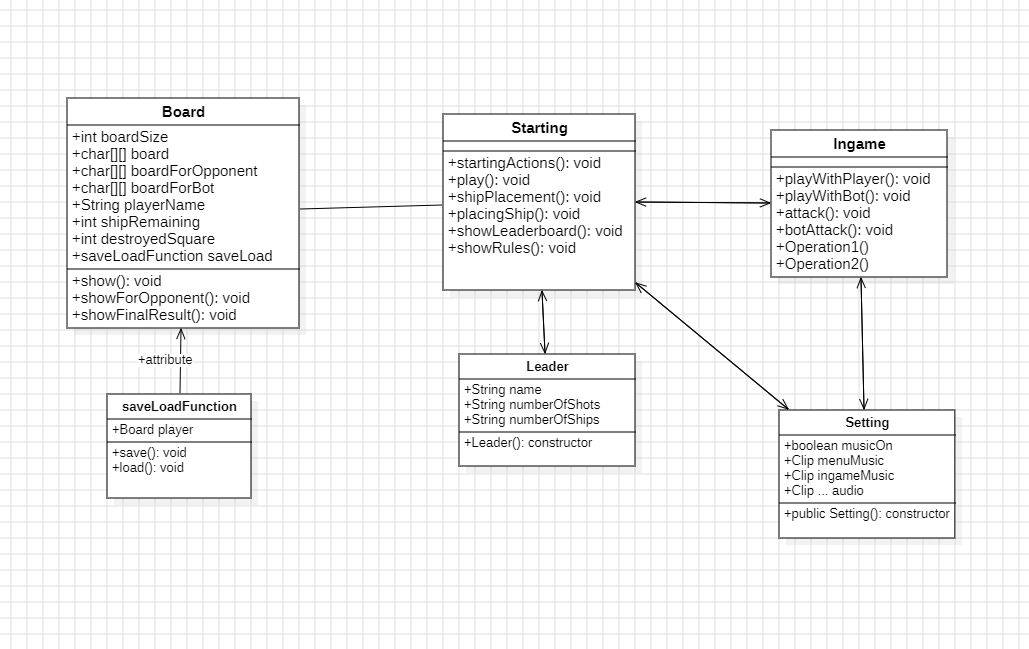 Board
+int boardSize
+char[][] board
+char[][] boardForOpponent
+char[][] boardForBot
+String playerName
+int shipRemaining
+int destroyedSquare
+saveLoadFunction saveLoad
+show(): void
+showForOpponent(): void
+showFinalResult(): void
+attribute
saveLoadFunction
+Board player
+save(): void
+load(): void
Starting
+startingActions(): void
+play(): void
+shipPlacement(): void
+placingShip(): void
+showLeaderboard(): void
+showRules(): void
Leader
+String name
+String numberOfShots
+String numberOfShips
+Leader(): constructor
Ingame
+playWithPlayer(): void
+playWithBot(): void
+attack(): void
+botAttack(): void
+Operation1()
+Operation2()
Setting
+boolean musicOn
+Clip menuMusic
+Clip ingameMusic
+Clip ... audio
+public Setting(): constructor